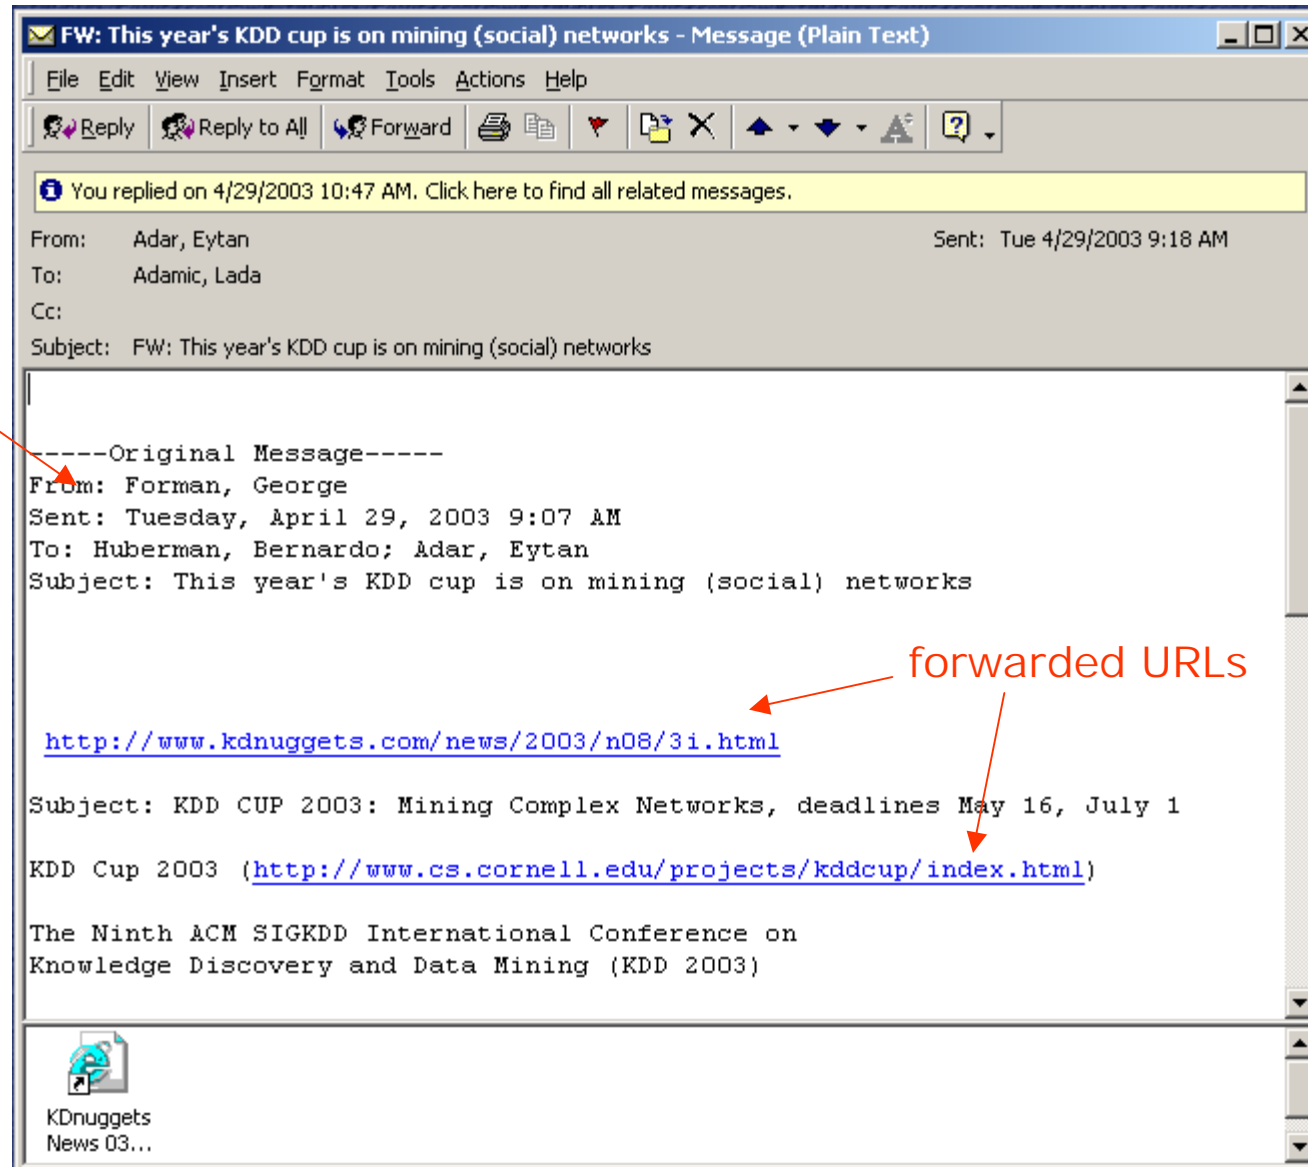 FW: This year's KDD cup is on mining (social) networks - Message (Plain Text)
File Edit View Insert Format Tools Actions Help
Reply Reply to All Forward
You replied on 4/29/2003 10:47 AM. Click here to find all related messages.
From: Adar, Eytan Sent: Tue 4/29/2003 9:18 AM
To: Adamic, Lada
Cc:
Subject: FW: This year's KDD cup is on mining (social) networks
-----Original Message-----
From: Forman, George
Sent: Tuesday, April 29, 2003 9:07 AM
To: Huberman, Bernardo; Adar, Eytan
Subject: This year's KDD cup is on mining (social) networks
forwarded URLs
http://www.kdnuggets.com/news/2003/n08/3i.html
Subject: KDD CUP 2003: Mining Complex Networks, deadlines May 16, July 1
KDD Cup 2003 (http://www.cs.cornell.edu/projects/kddcup/index.html)
The Ninth ACM SIGKDD International Conference on
Knowledge Discovery and Data Mining (KDD 2003)
KDnuggets
News 03...